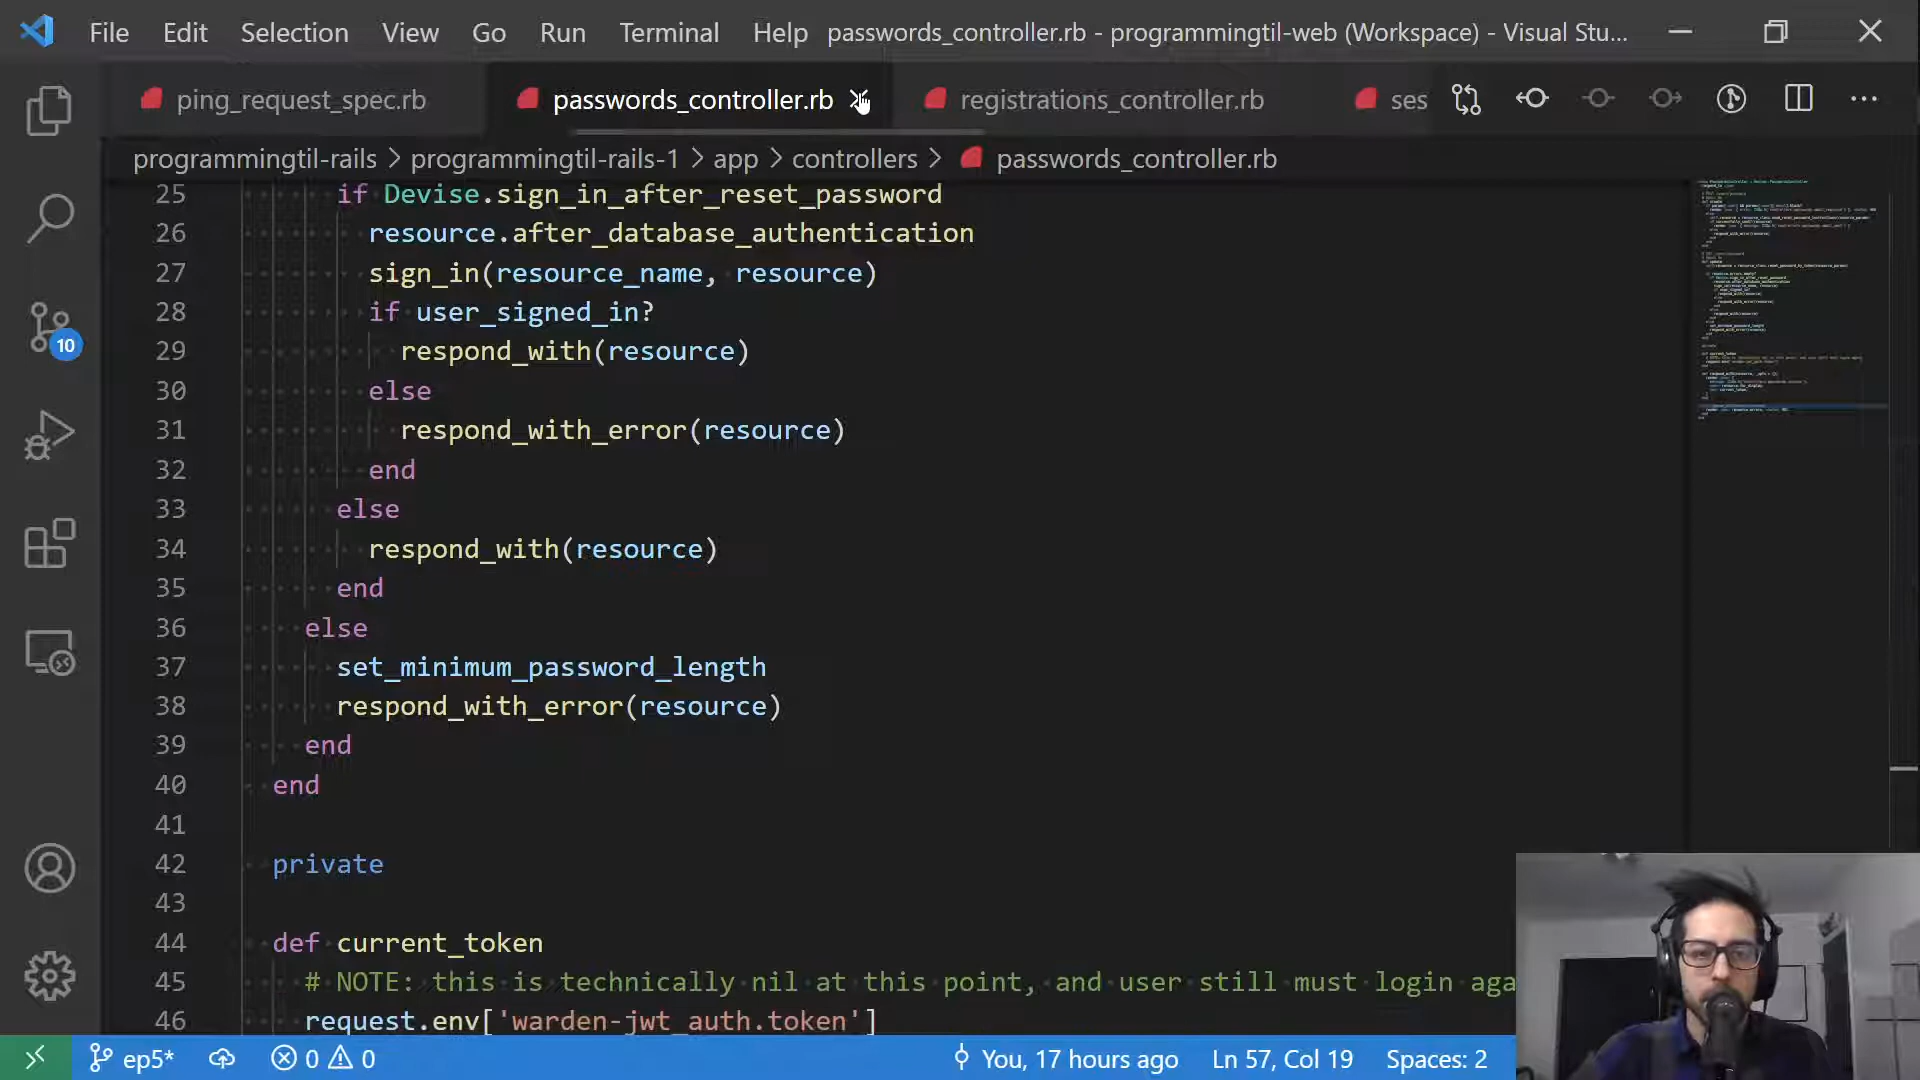 File Edit Selection View Go Run Terminal Help passwords_controller.rb - programmingtil-web (Workspace) - Visual Stu...
ping_request_spec.rb passwords_controller.rb registrations_controller.rb ses
programmingtil-rails > programmingtil-rails-1 > app > controllers > passwords_controller.rb
25 if Devise.sign_in_after_reset_password
26 resource.after_database_authentication
27 sign_in(resource_name, resource)
28 if user_signed_in?
29 respond_with(resource)
30 else
31 respond_with_error(resource)
32 end
33 else
34 respond_with(resource)
35 end
36 else
37 set_minimum_password_length
38 respond_with_error(resource)
39 end
40 end
41
42 private
43
44 def current_token
45 # NOTE: this is technically nil at this point, and user still must login aga
46 request.env['warden-jwt_auth.token']
10
ep5* 0 0 You, 17 hours ago Ln 57, Col 19 Spaces: 2